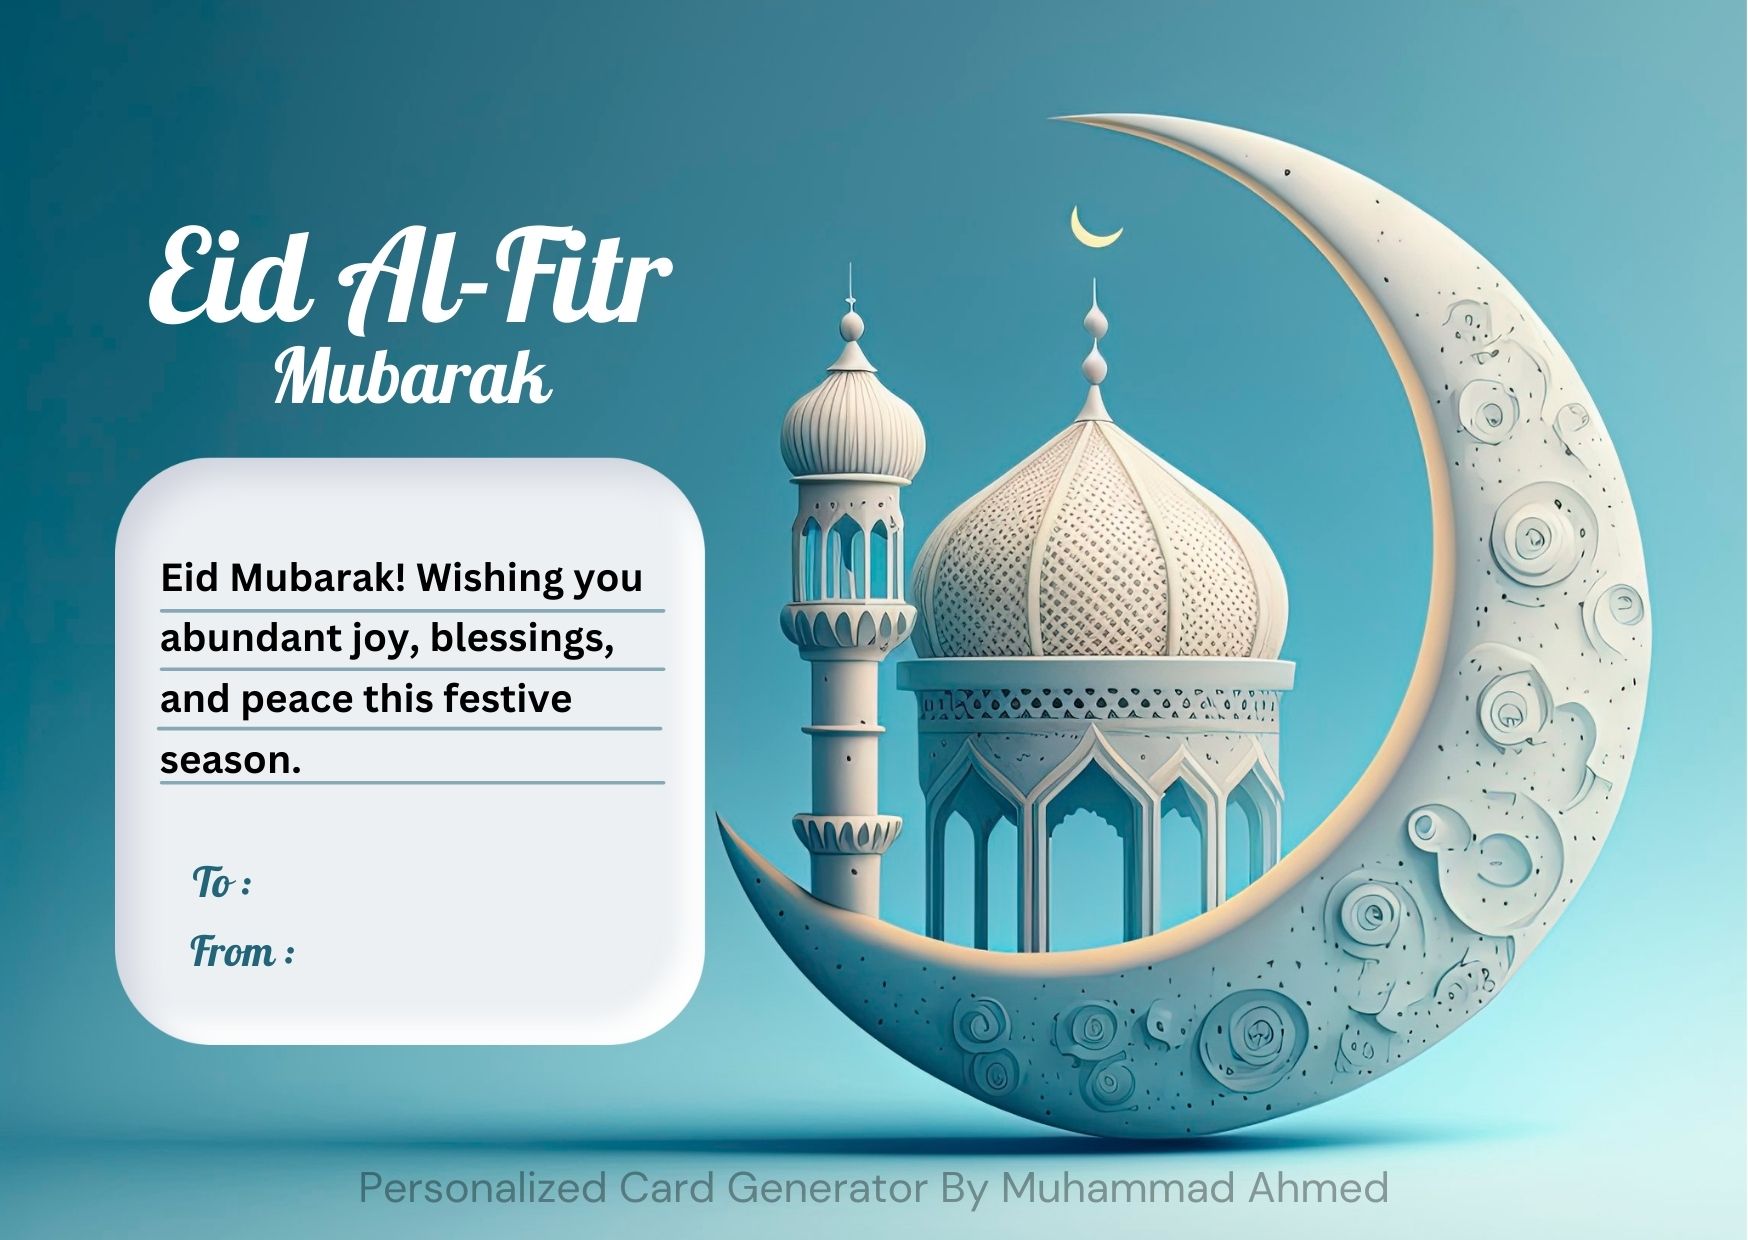 Eid Al-Fitr
Mubarak
Eid Mubarak! Wishing you
abundant joy, blessings,
and peace this festive
season.
To :
From :
Personalized Card Generator By Muhammad Ahmed